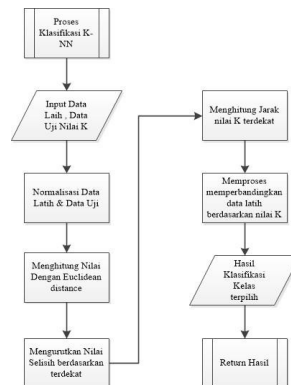 Proses
Klasifikasi K-
NN
Input Data
Laih , Data
Uji Nilai K
Normalisasi Data
Latih & Data Uji
Menghitung Nilai
Dengan Euclidean
distance
Mengurutkan Nilai
Selisih berdasarkan
terdekat
Menghitung Jarak
nilai K terdekat
Memproses
memperbandingkan
data latih
berdasarkan nilai K
Hasil
Klasifikasi
Kelas
terpilih
Return Hasil